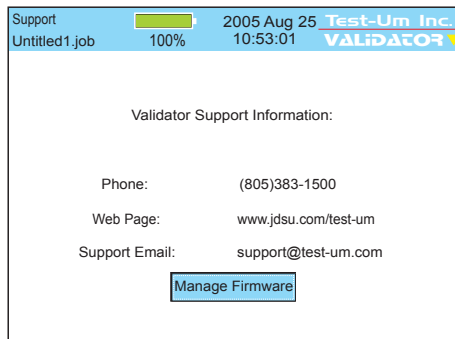 Support 2005 Aug 25 Test-Um Inc.
Untitled1.job 100% 10:53:01 VALiDATOR
Validator Support Information:
Phone: (805)383-1500
Web Page: www.jdsu.com/test-um
Support Email: support@test-um.com
Manage Firmware